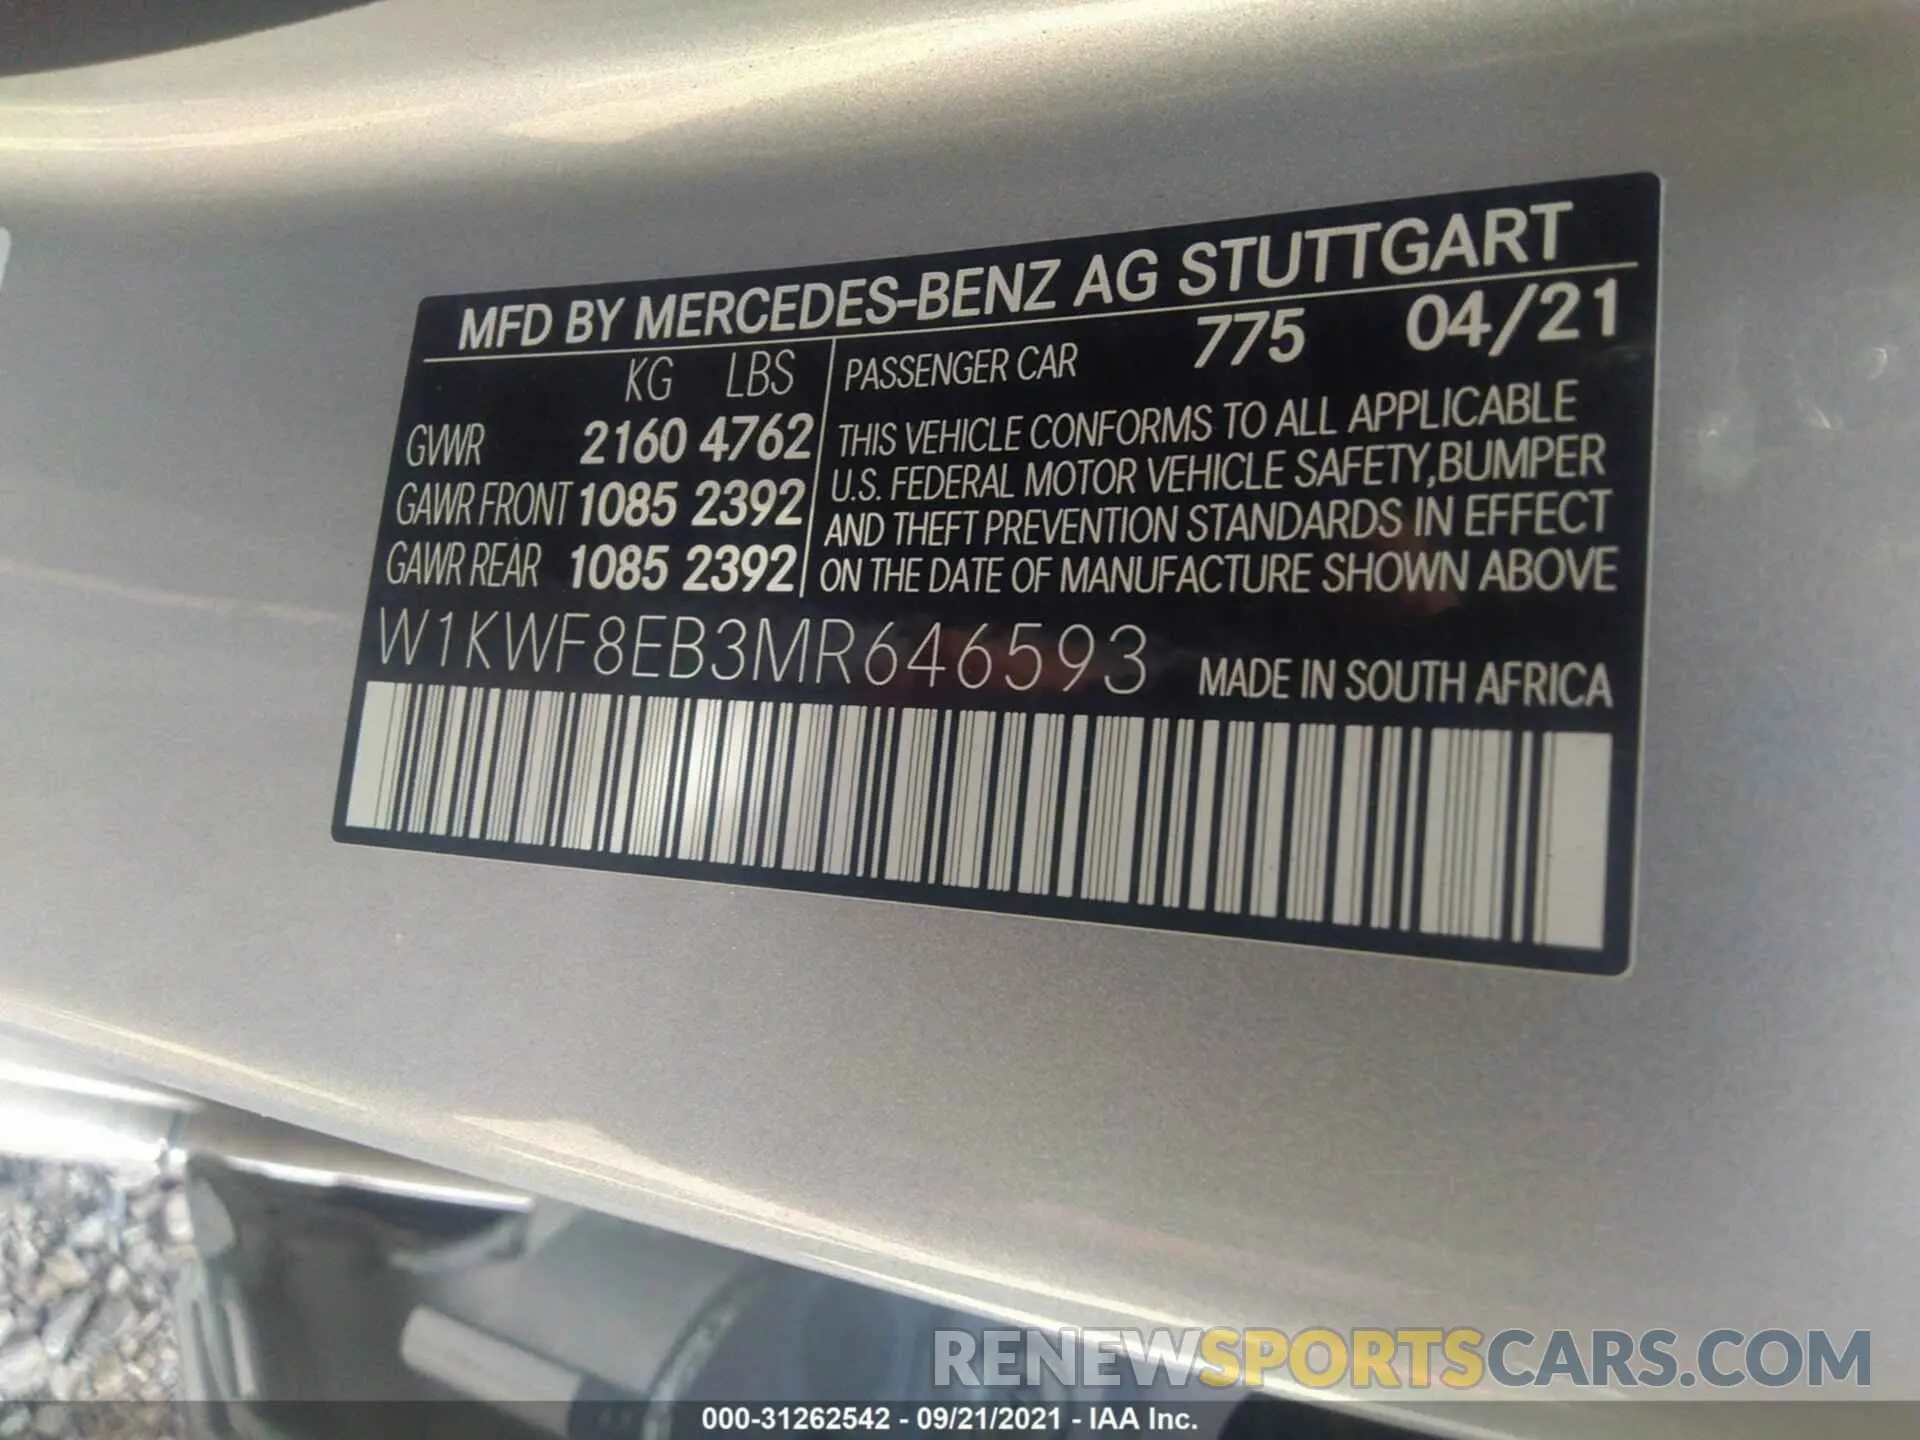 MFD BY MERCEDES-BENZ AG STUTTGART
KG LBS
GVWR 2160 4762
GAWR FRONT 1085 2392
GAWR REAR 1085 2392
PASSENGER CAR 775 04/21
THIS VEHICLE CONFORMS TO ALL APPLICABLE
U.S. FEDERAL MOTOR VEHICLE SAFETY,BUMPER
AND THEFT PREVENTION STANDARDS IN EFFECT
ON THE DATE OF MANUFACTURE SHOWN ABOVE
W1KWF8EB3MR646593 MADE IN SOUTH AFRICA
RENEWSPORTSCARS.COM
000-31262542 - 09/21/2021 - IAA Inc.